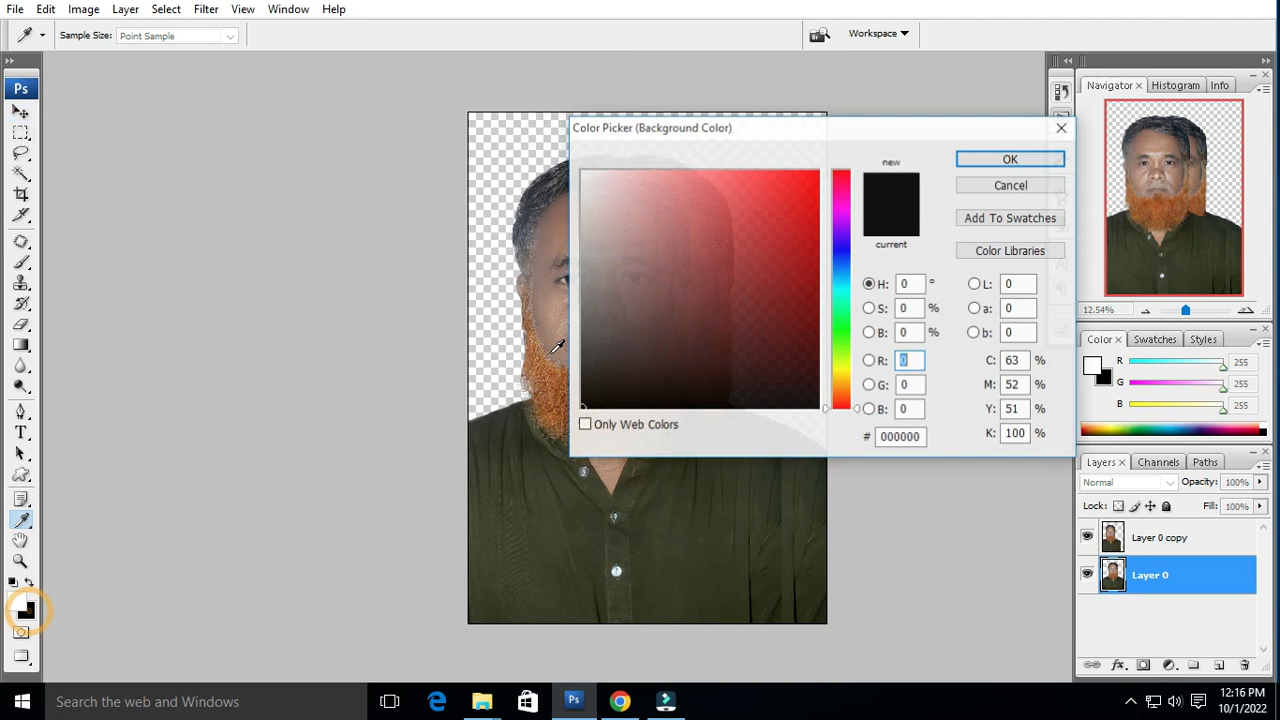 File Edit Image Layer Select Filter View Window Help
Sample Size: Point Sample
Workspace
Ps
Navigator Histogram Info
12.54%
Color Swatches Styles
R 255
G 255
B 255
Layers Channels Paths
Normal Opacity: 100%
Lock: Fill: 100%
Layer 0 copy
Layer 0
Color Picker (Background Color)
new
current
OK
Cancel
Add To Swatches
Color Libraries
H: 0 °
S: 0 %
B: 0 %
R: 0
G: 0
B: 0
# 000000
L: 0
a: 0
b: 0
C: 63 %
M: 52 %
Y: 51 %
K: 100 %
Only Web Colors
T
Search the web and Windows
Ps
12:16 PM
10/1/2022